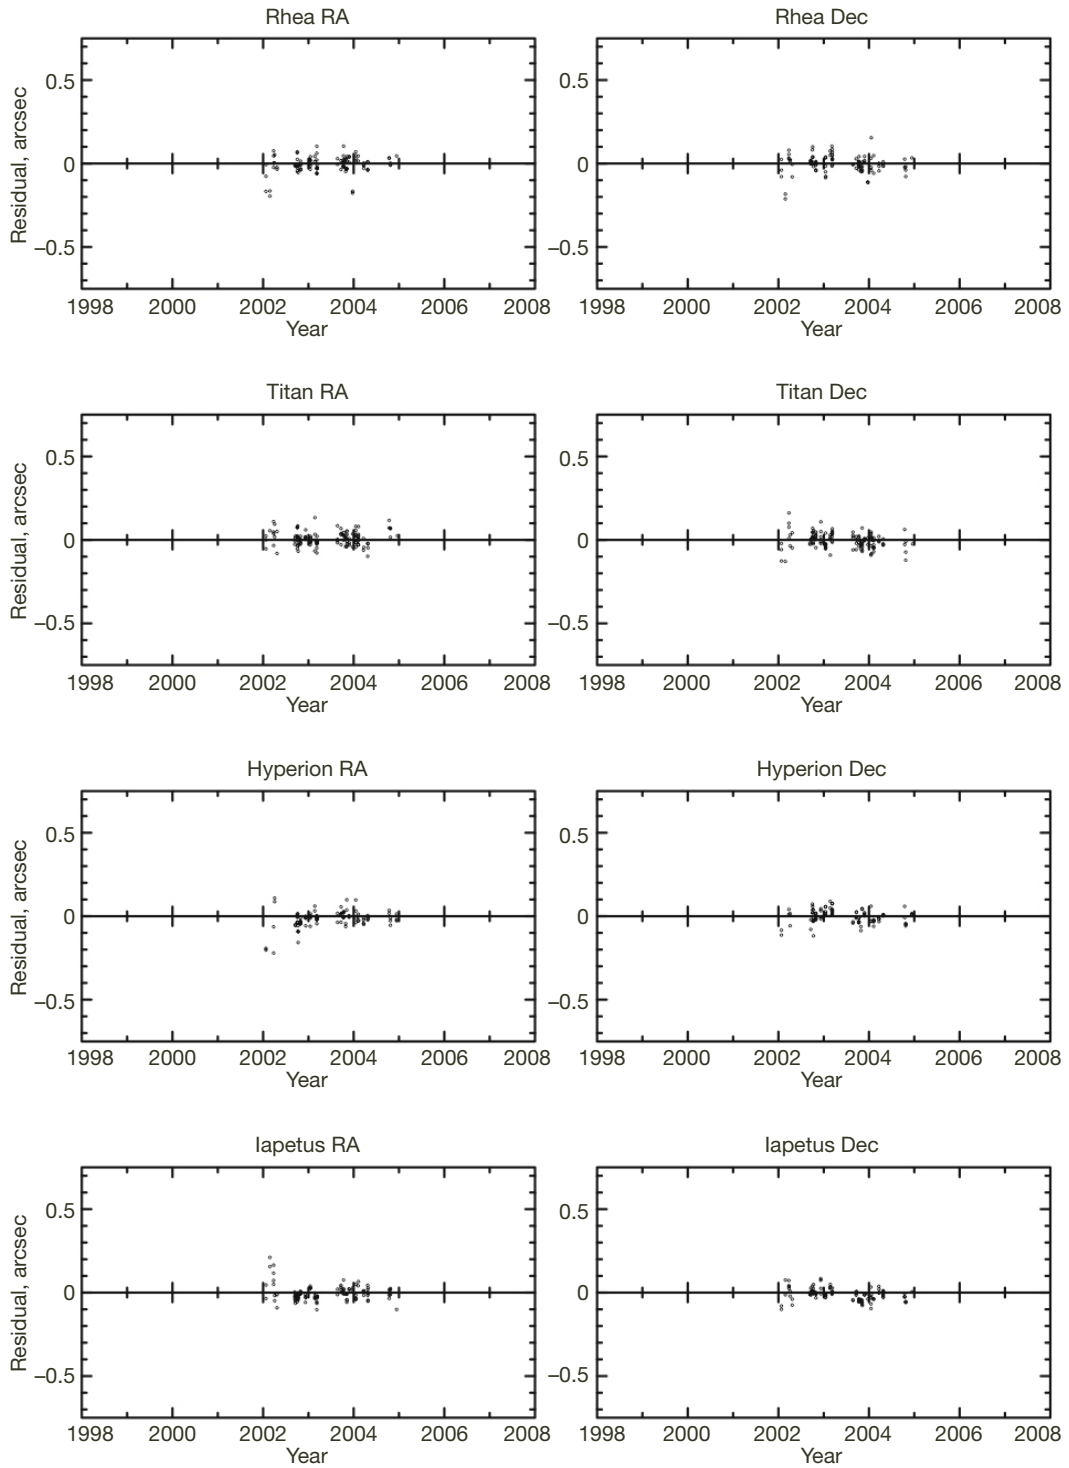 Rhea RA
Rhea Dec
Residual, arcsec
0.5
0
–0.5
0.5
0
–0.5
1998 2000 2002 2004 2006 2008
1998 2000 2002 2004 2006 2008
Year
Year
Titan RA
Titan Dec
Residual, arcsec
0.5
0
–0.5
0.5
0
–0.5
1998 2000 2002 2004 2006 2008
1998 2000 2002 2004 2006 2008
Year
Year
Hyperion RA
Hyperion Dec
Residual, arcsec
0.5
0
–0.5
0.5
0
–0.5
1998 2000 2002 2004 2006 2008
1998 2000 2002 2004 2006 2008
Year
Year
Iapetus RA
Iapetus Dec
Residual, arcsec
0.5
0
–0.5
0.5
0
–0.5
1998 2000 2002 2004 2006 2008
1998 2000 2002 2004 2006 2008
Year
Year